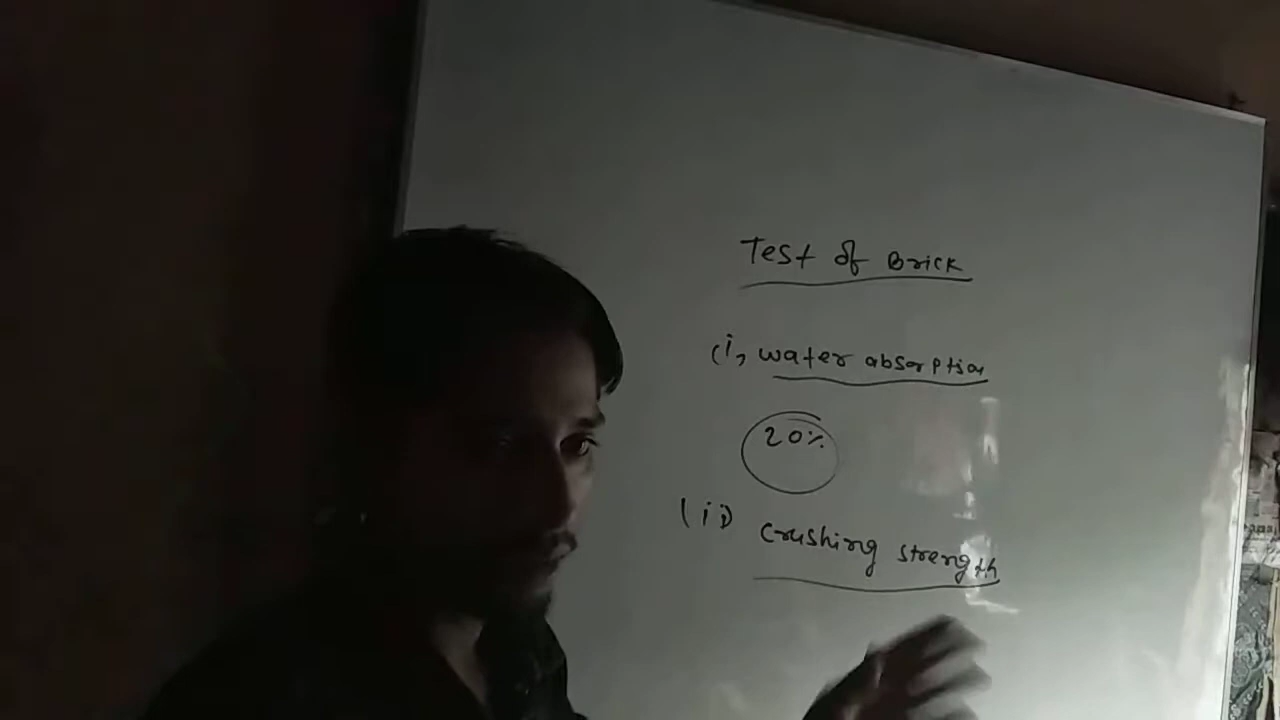 Test of Brick
(i, water absorption
20%
(ii) crushing strength